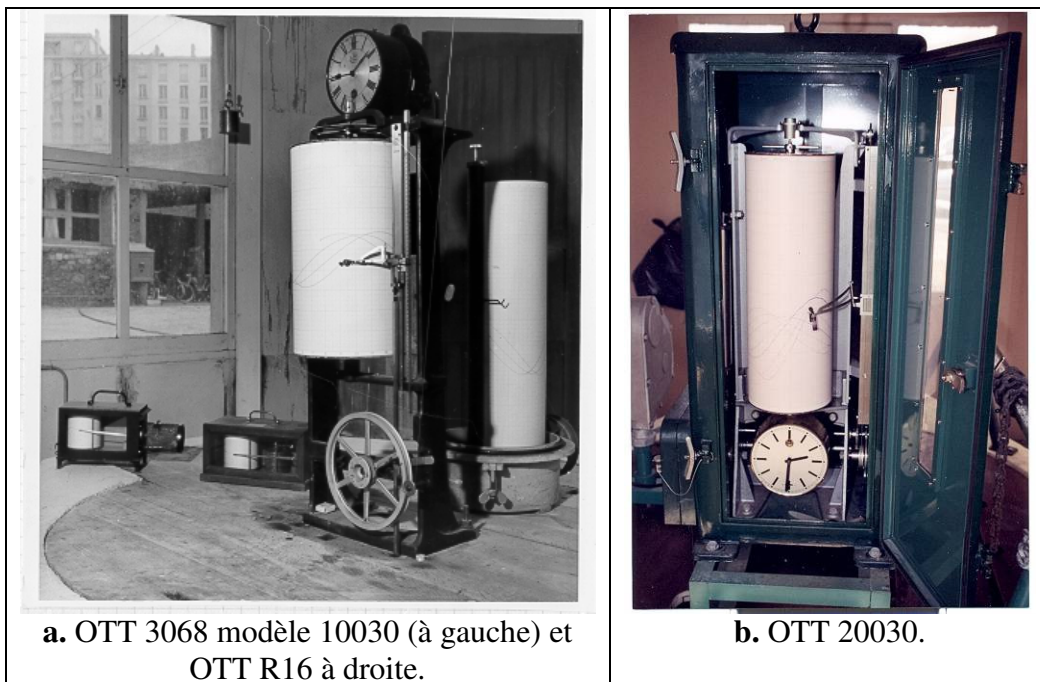 a. OTT 3068 modèle 10030 (à gauche) et
OTT R16 à droite.
b. OTT 20030.